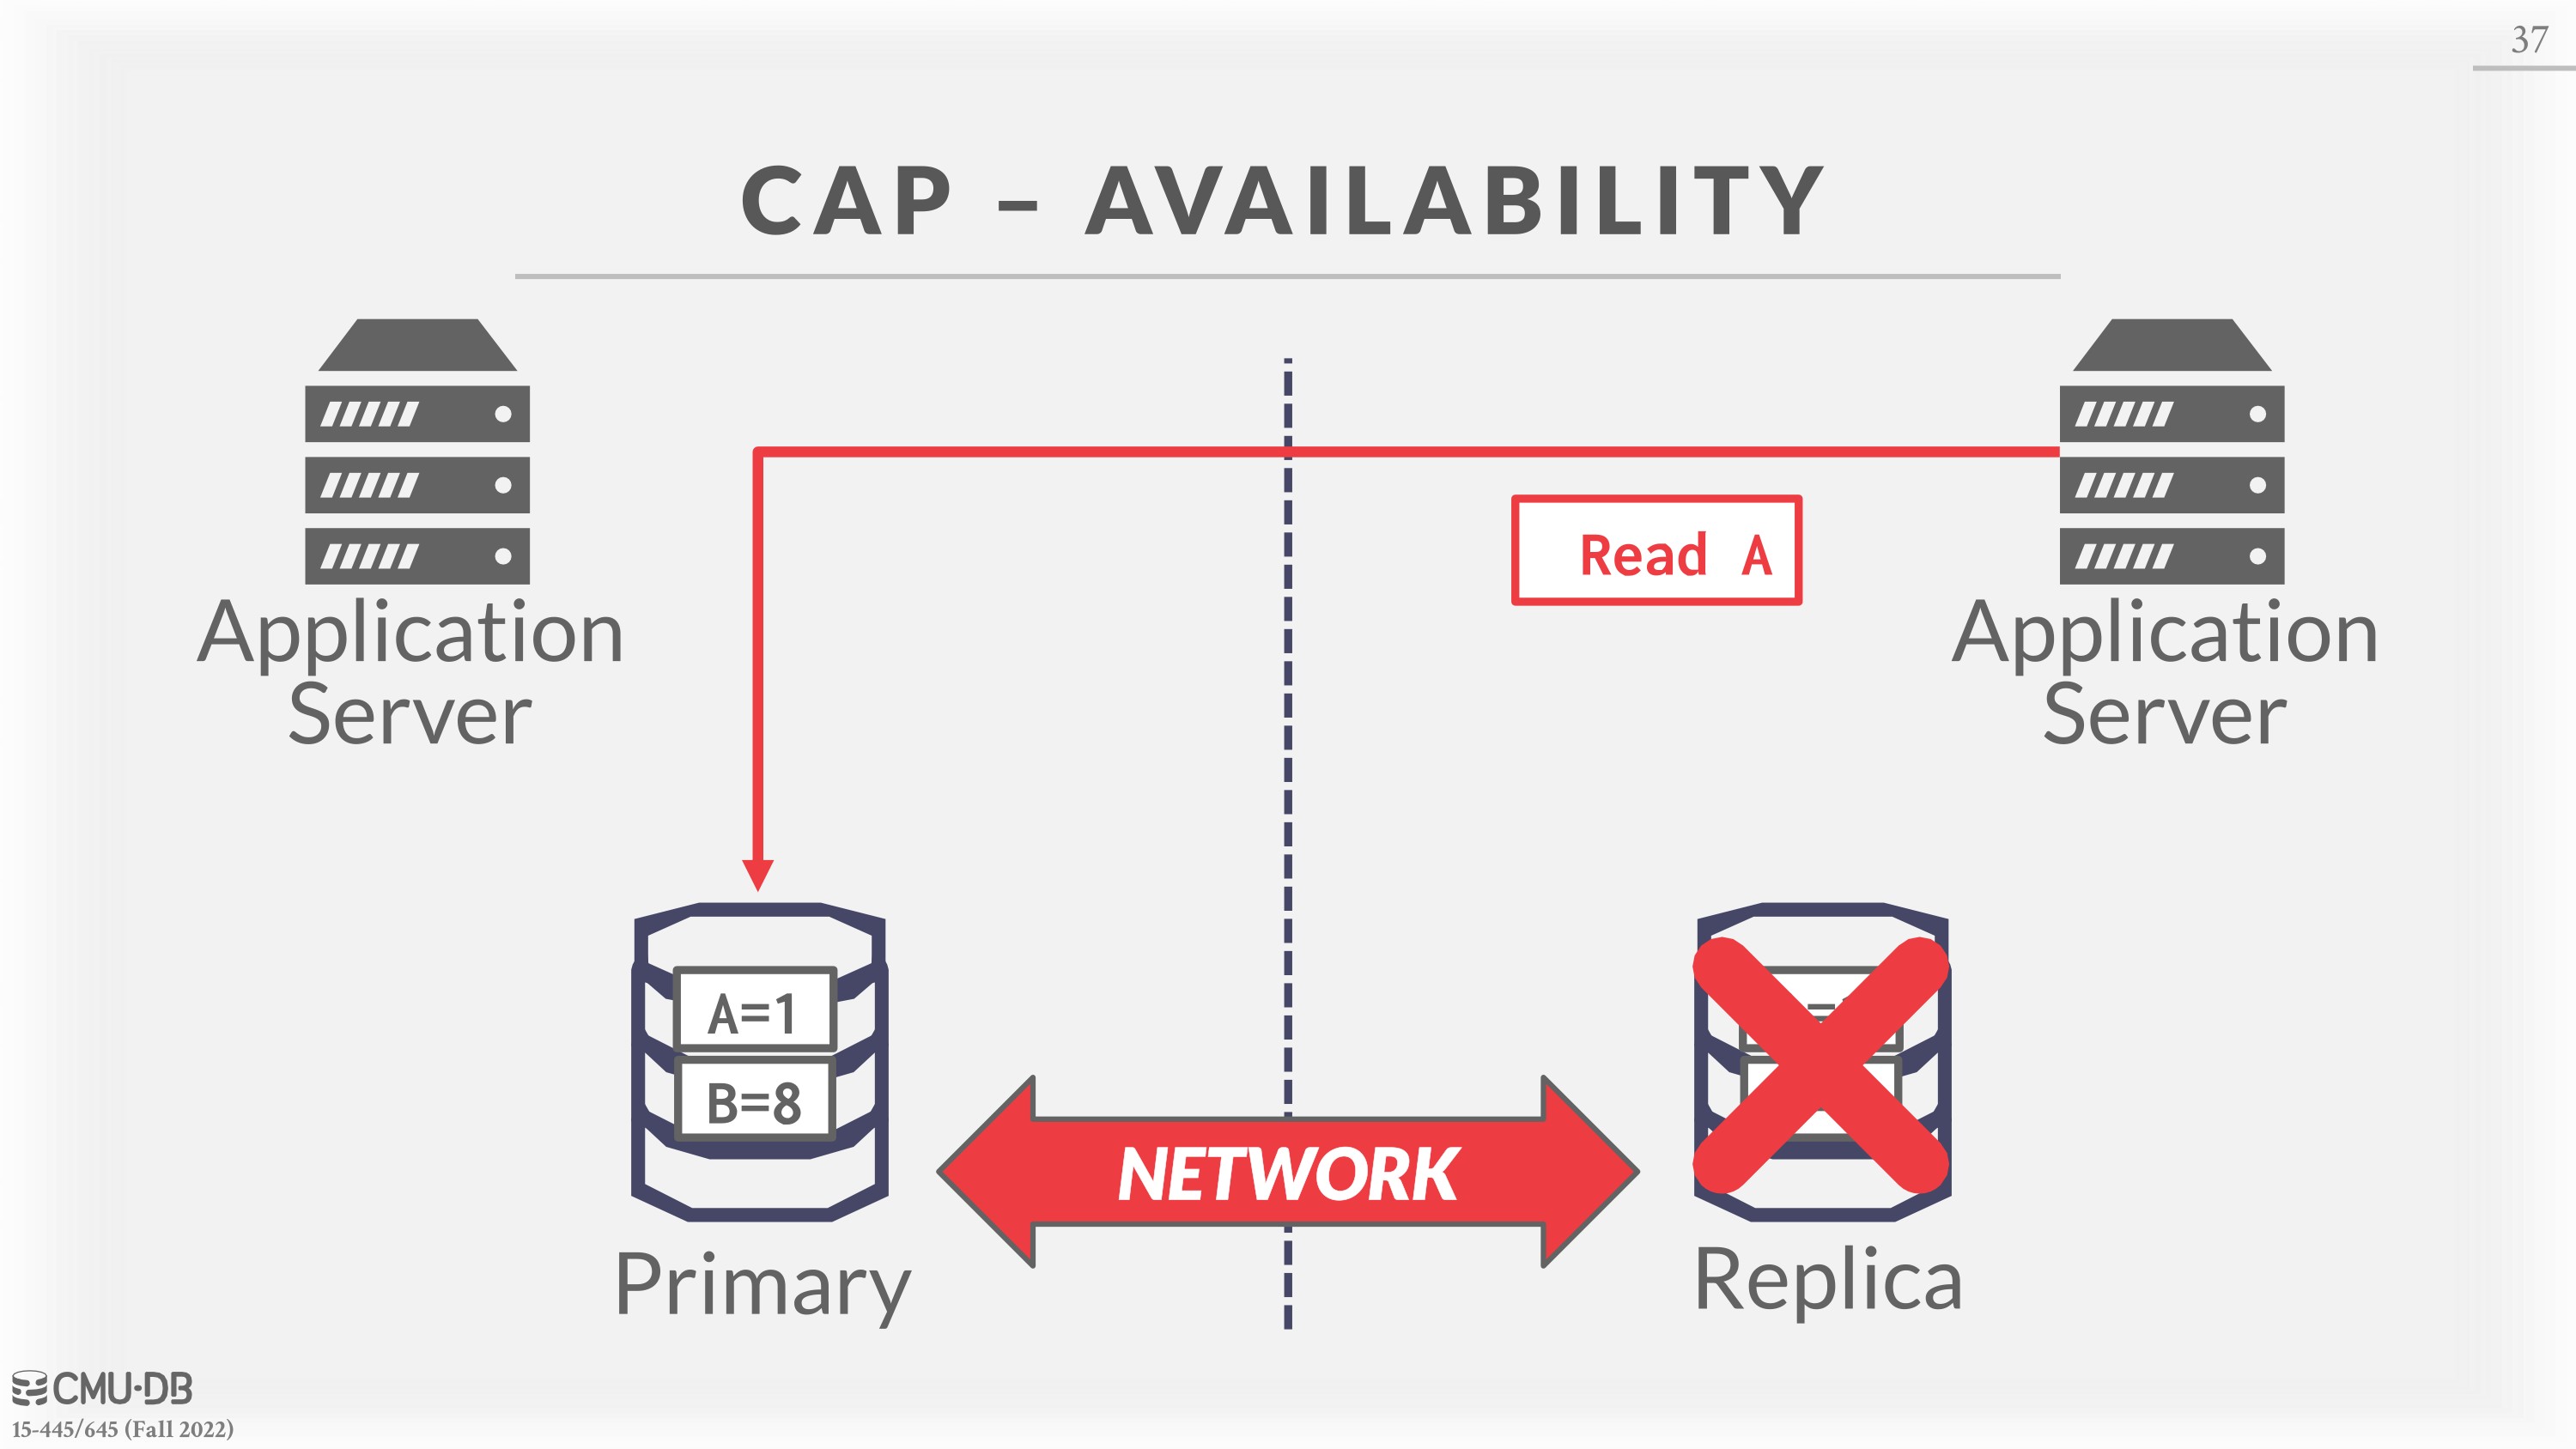 37
CAP – AVAILABILITY
Read A
Application
Server
Application
Server
A=1
B=8
NETWORK
Primary
Replica
CMU·DB
15-445/645 (Fall 2022)